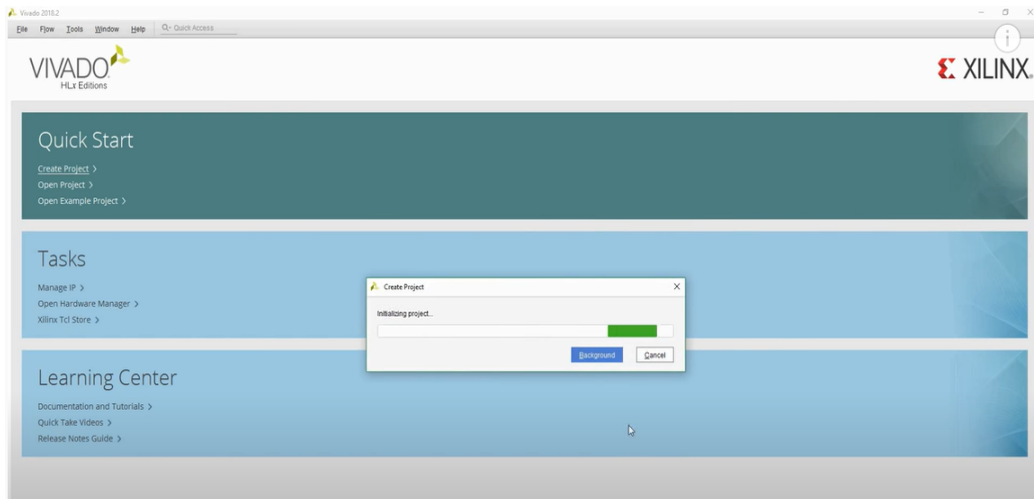 Vivado 2018.2
File Flow Tools Window Help Quick Access
VIVADO
HLx Editions
XILINX
Quick Start
Create Project >
Open Project >
Open Example Project >
Tasks
Manage IP >
Open Hardware Manager >
Xilinx Tcl Store >
Create Project
Initializing project...
Background Cancel
Learning Center
Documentation and Tutorials >
Quick Take Videos >
Release Notes Guide >